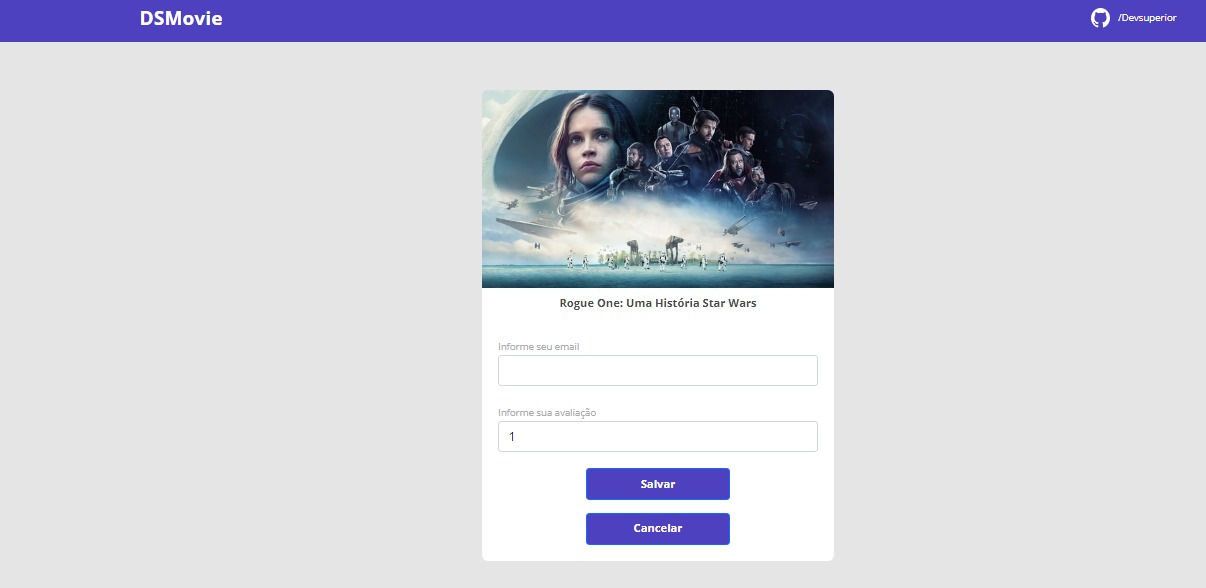 DSMovie
/Devsuperior
Rogue One: Uma História Star Wars
Informe seu email
Informe sua avaliação
1
Salvar
Cancelar